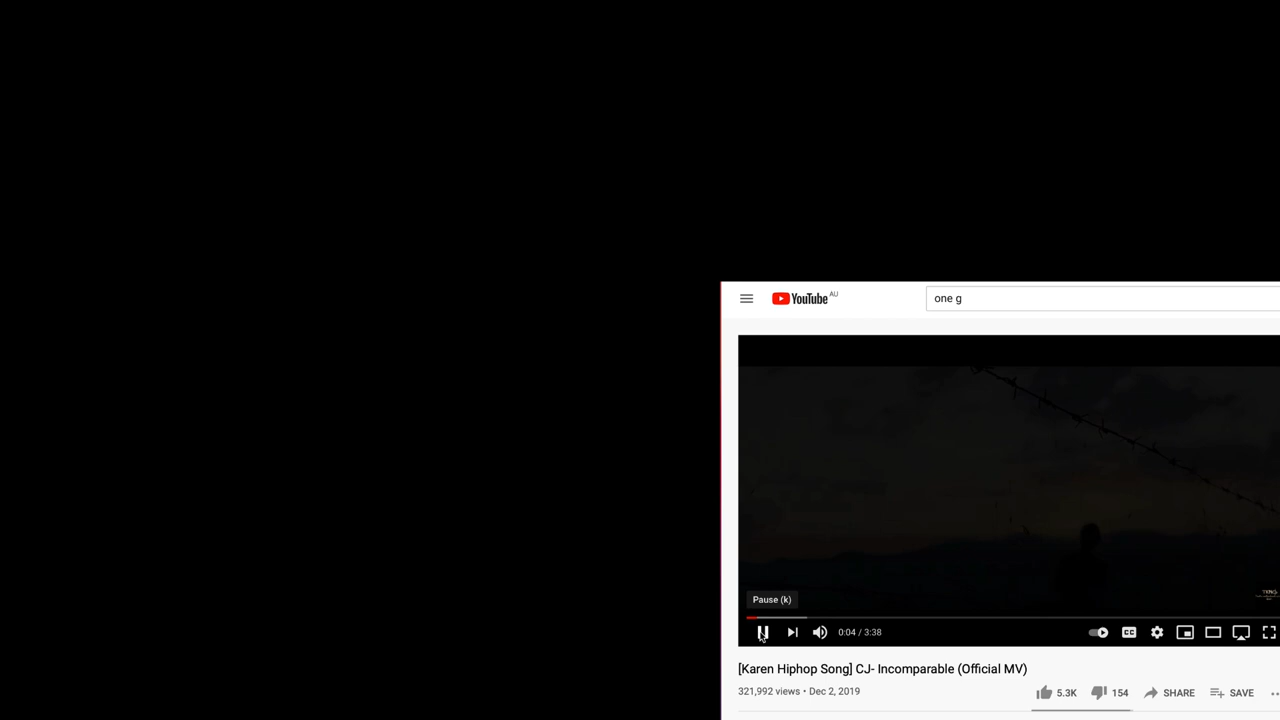 YouTube AU
one g
Pause (k)
0:04 / 3:38
CC
[Karen Hiphop Song] CJ- Incomparable (Official MV)
321,992 views • Dec 2, 2019
5.3K 154 SHARE SAVE